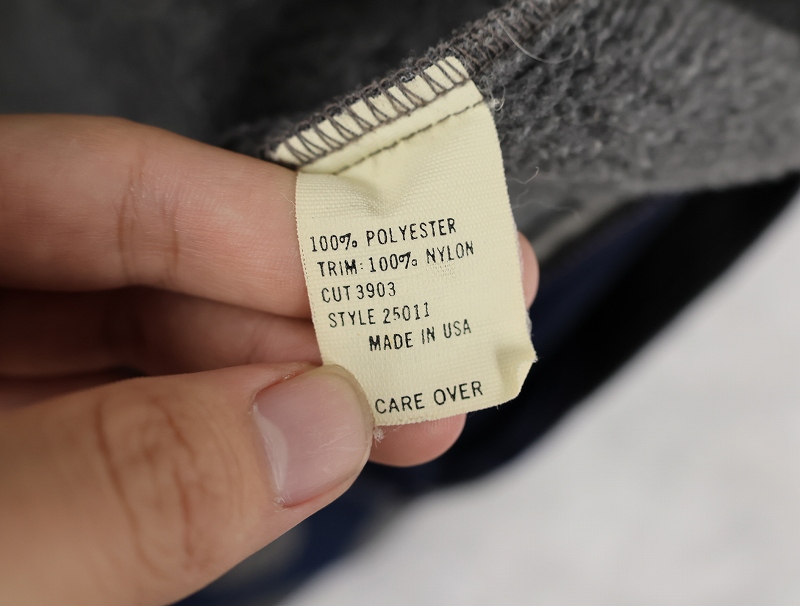 100% POLYESTER
TRIM: 100% NYLON
CUT 3903
STYLE 25011
MADE IN USA
CARE OVER